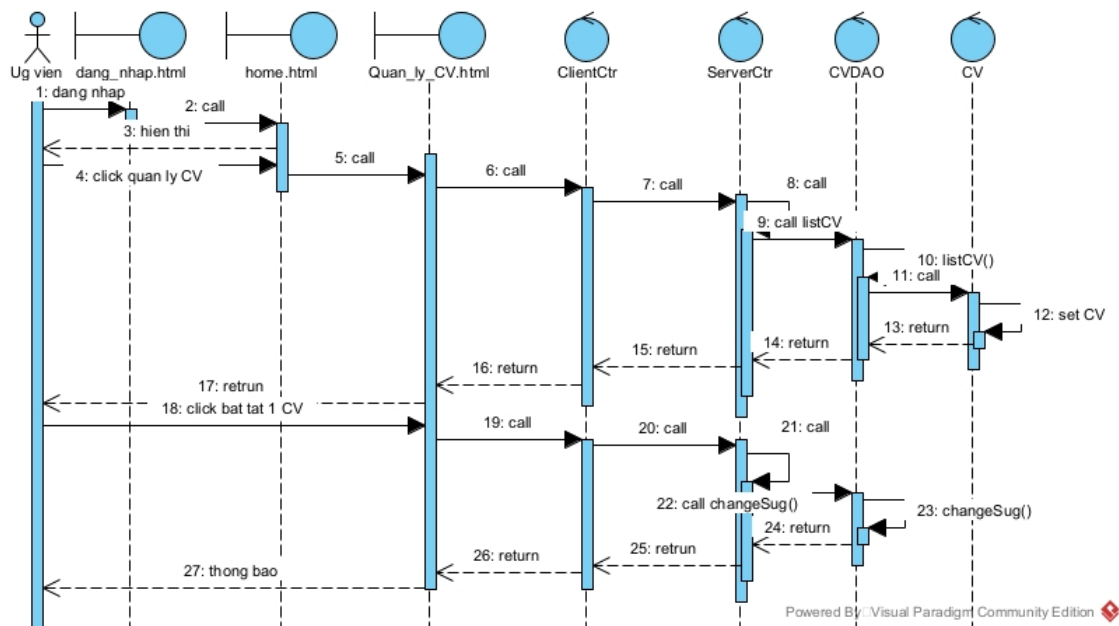 Ug vien
dang_nhap.html
home.html
Quan_ly_CV.html
ClientCtr
ServerCtr
CVDAO
CV
1: dang nhap
2: call
3: hien thi
4: click quan ly CV
5: call
6: call
7: call
8: call
9: call listCV
10: listCV()
11: call
12: set CV
13: return
14: return
15: return
16: return
17: retrun
18: click bat tat 1 CV
19: call
20: call
21: call
22: call changeSug()
23: changeSug()
24: return
25: retrun
26: return
27: thong bao
Powered By Visual Paradigm Community Edition